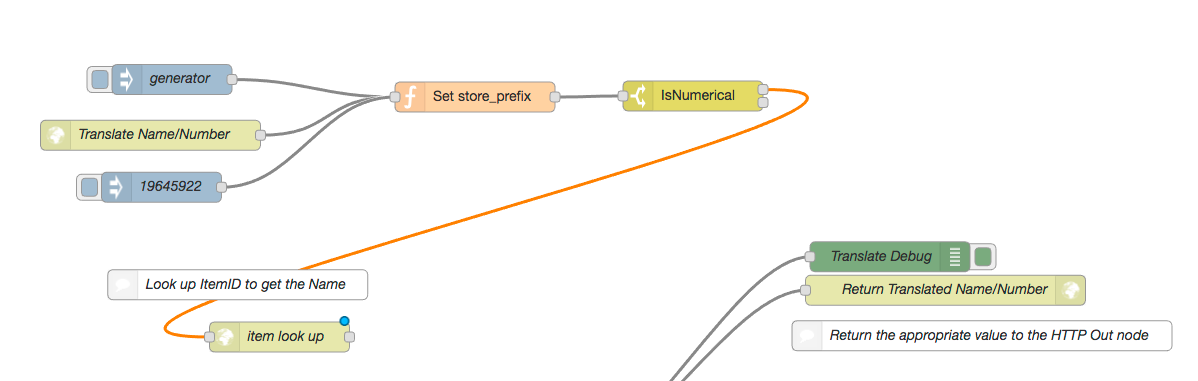 generator
Set store_prefix
IsNumerical
Translate Name/Number
19645922
Translate Debug
Look up ItemID to get the Name
Return Translated Name/Number
item look up
Return the appropriate value to the HTTP Out node